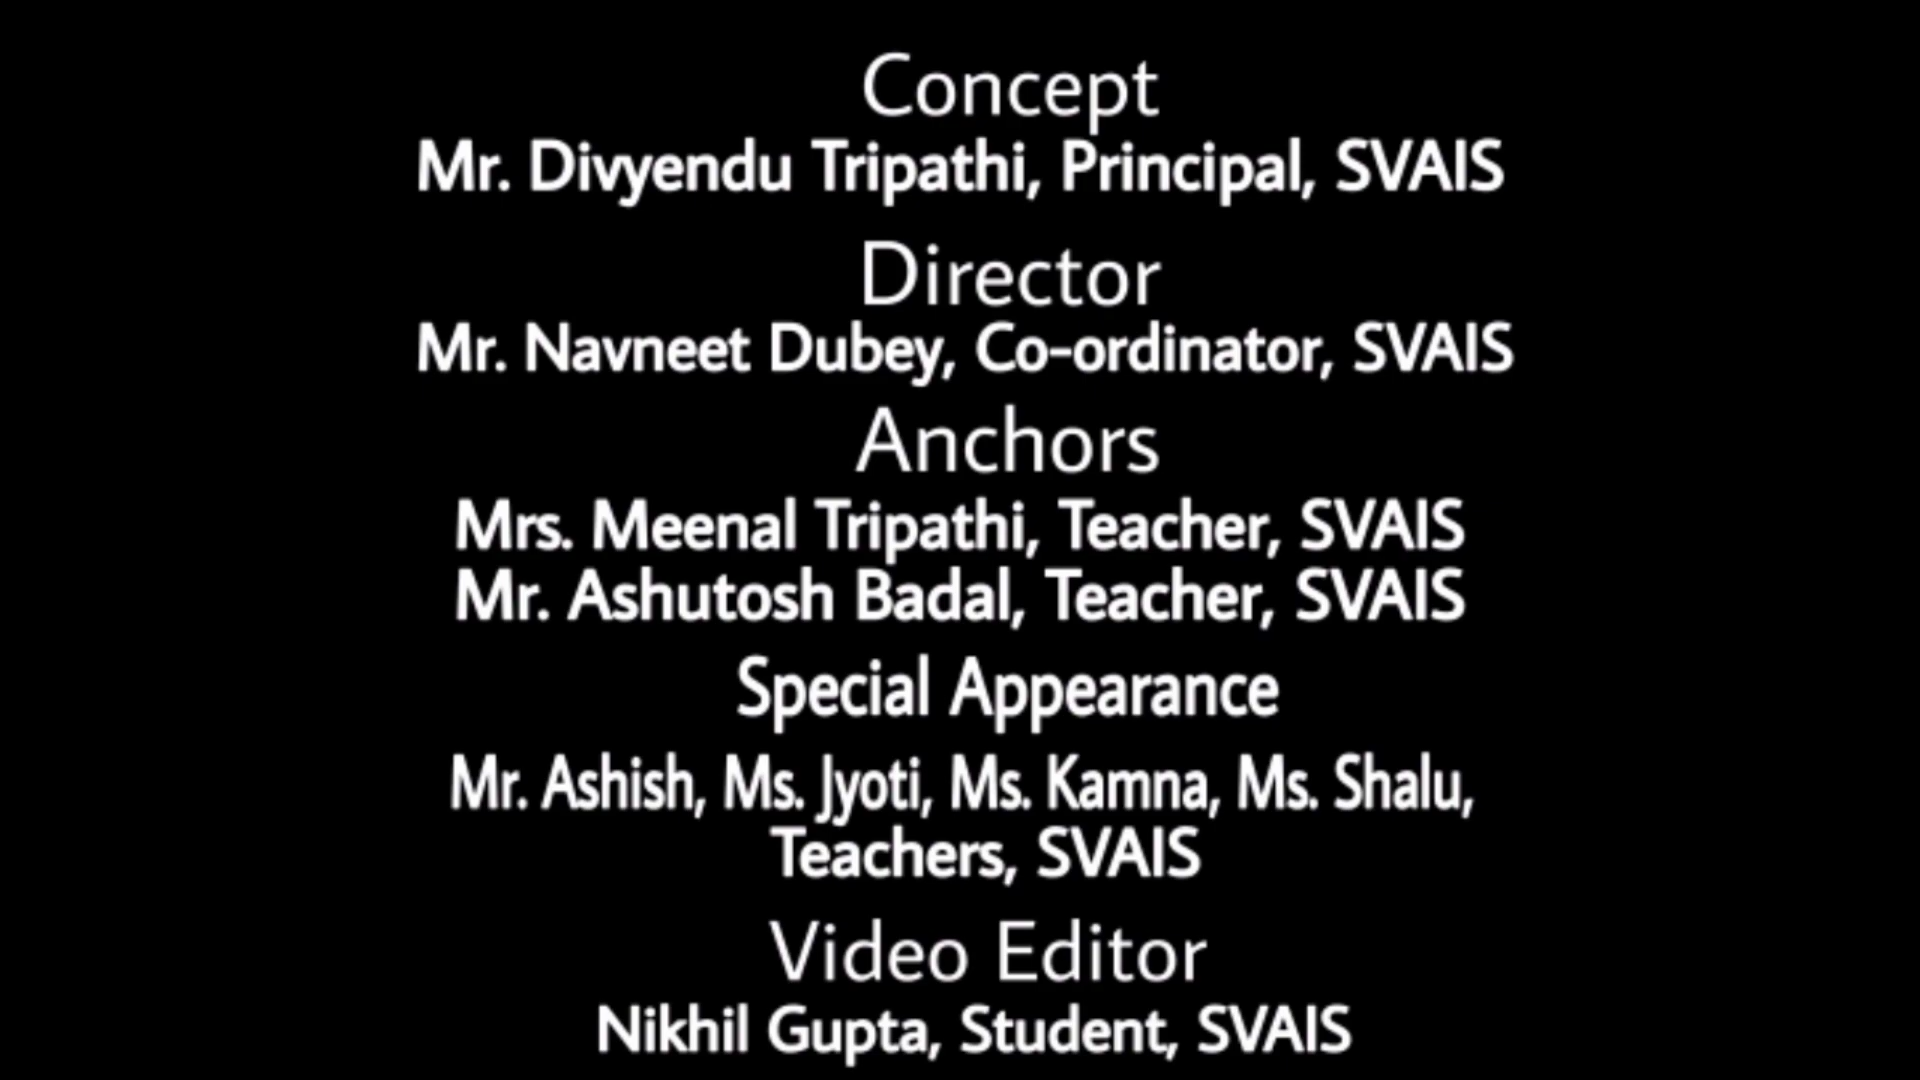 Concept
Mr. Divyendu Tripathi, Principal, SVAIS
Director
Mr. Navneet Dubey, Co-ordinator, SVAIS
Anchors
Mrs. Meenal Tripathi, Teacher, SVAIS
Mr. Ashutosh Badal, Teacher, SVAIS
Special Appearance
Mr. Ashish, Ms. Jyoti, Ms. Kamna, Ms. Shalu,
Teachers, SVAIS
Video Editor
Nikhil Gupta, Student, SVAIS